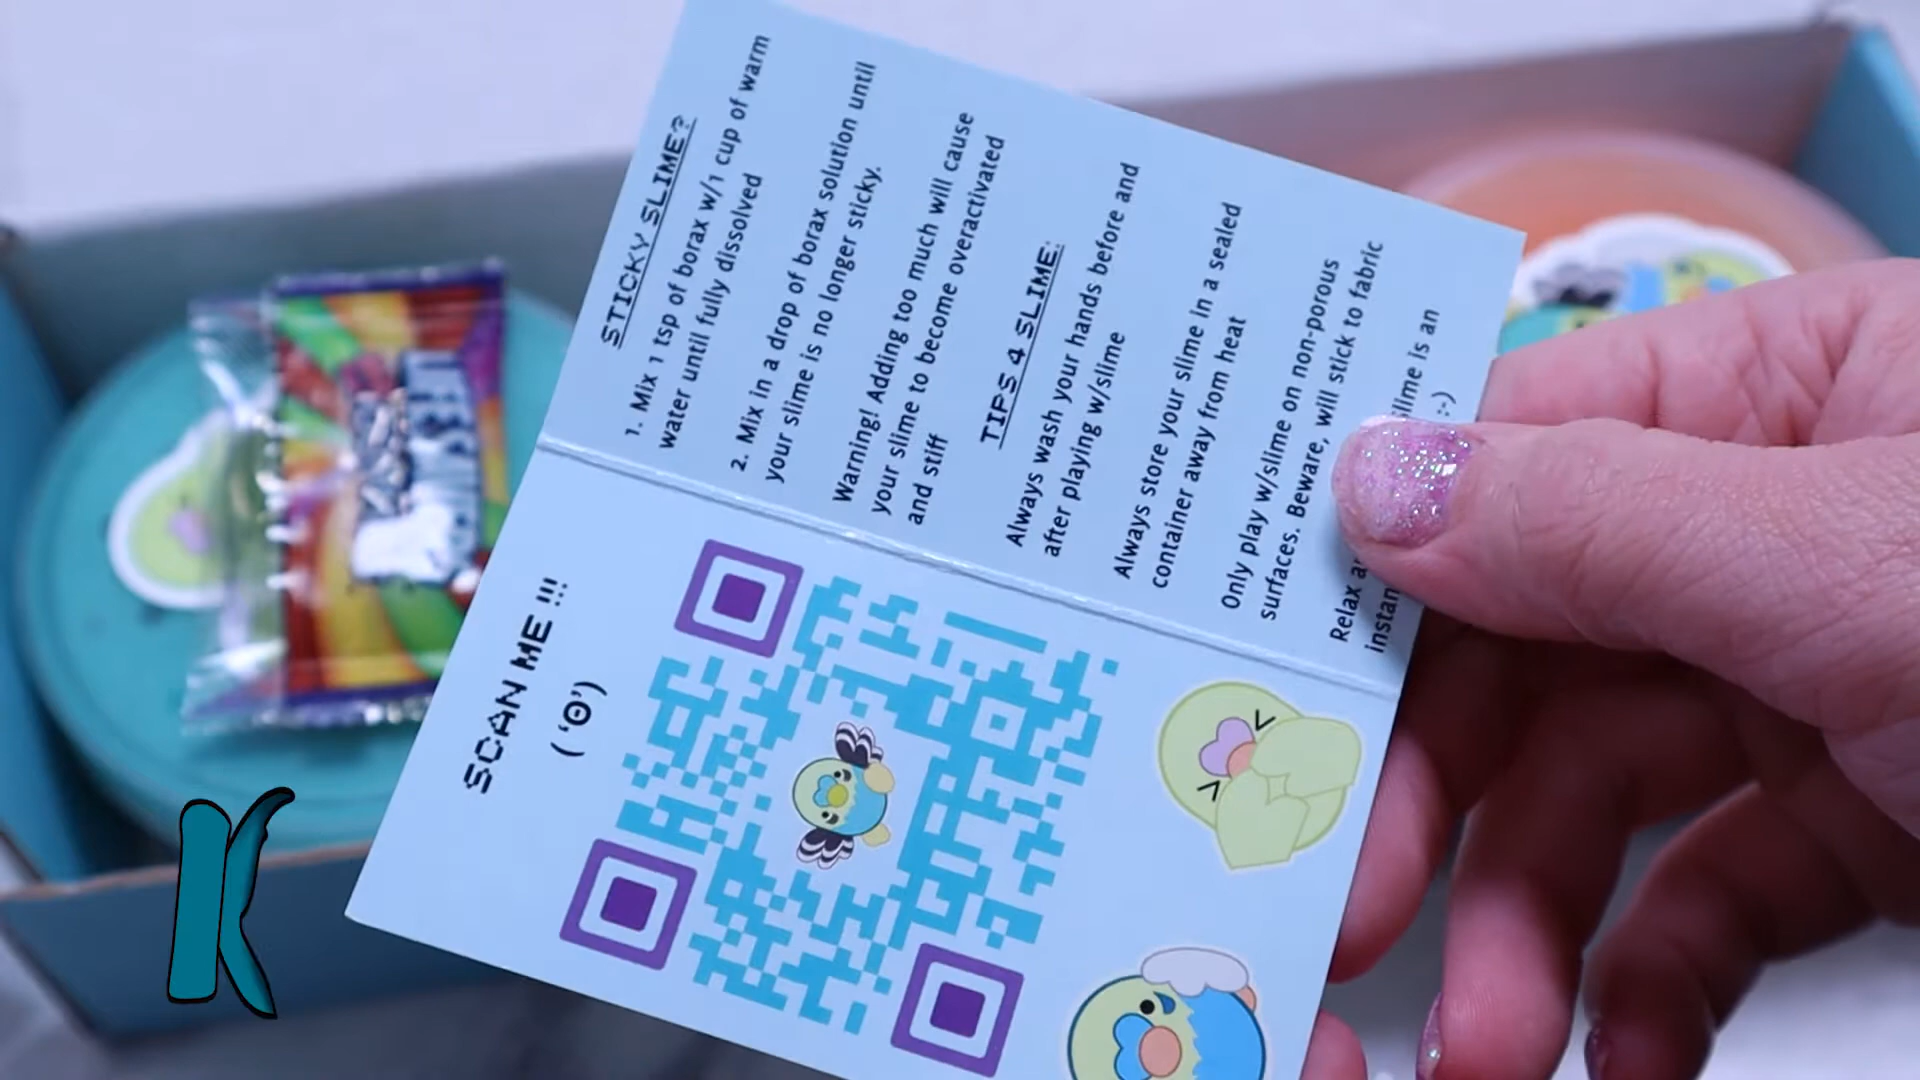 STICKY SLIME?
1. Mix 1 tsp of borax w/1 cup of warm
water until fully dissolved
2. Mix in a drop of borax solution until
your slime is no longer sticky.
Warning! Adding too much will cause
your slime to become overactivated
and stiff
TIPS 4 SLIME:
Always wash your hands before and
after playing w/slime
Always store your slime in a sealed
container away from heat
Only play w/slime on non-porous
surfaces. Beware, will stick to fabric
Relax slime is an
:-)
SCAN ME !!!
( 'ʘ')
K